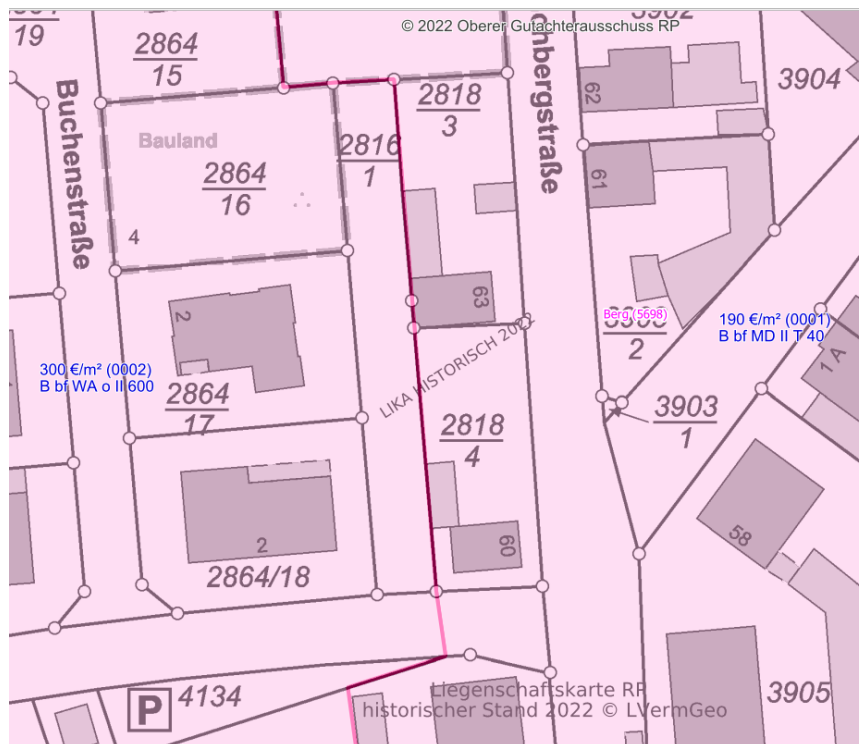 © 2022 Oberer Gutachterausschuss RP
19
2864
15
3902
3904
2818
3
62
Buchenstraße
chbergstraße
Bauland
2816
1
2864
16
61
4
63
2
Berg (5698)
2
190 €/m² (0001)
B bf MD II T 40
300 €/m² (0002)
B bf WA o II 600
LIKA HISTORISCH 2022
1 A
2864
17
2818
4
3903
1
58
60
2
2864/18
P
4134
3905
Liegenschaftskarte RP
historischer Stand 2022 © LVermGeo